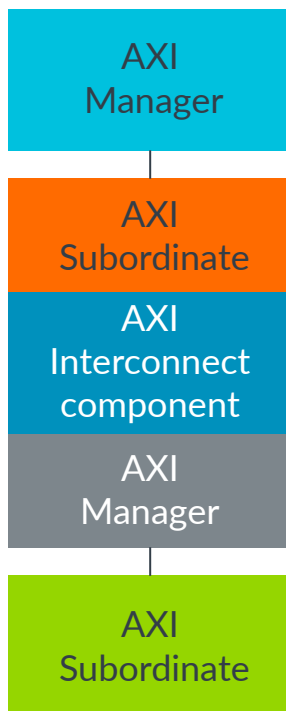 AXI
Manager
AXI
Subordinate
AXI
Interconnect
component
AXI
Manager
AXI
Subordinate